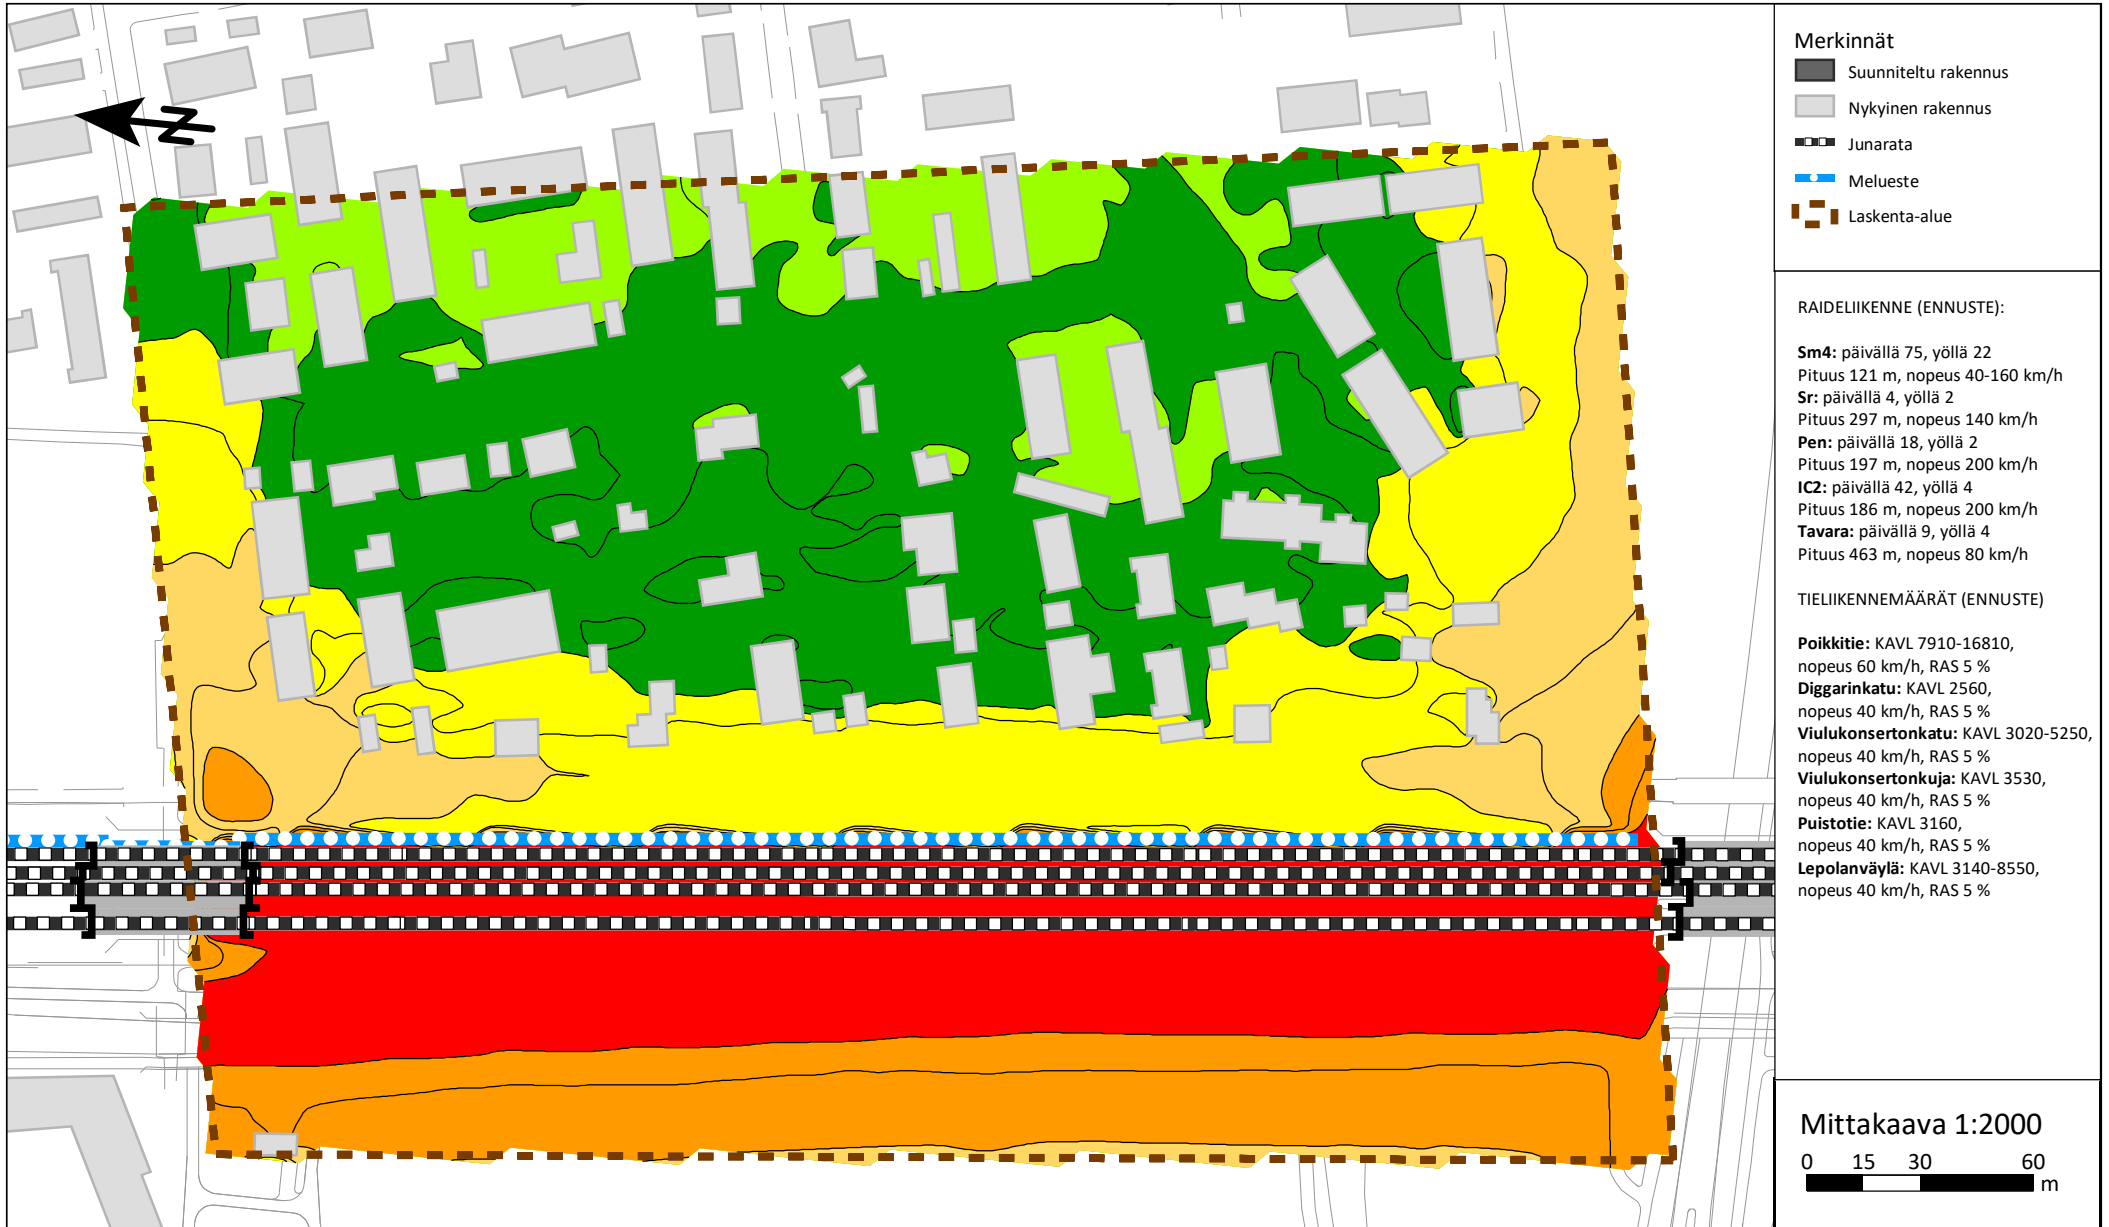 Merkinnät
Suunniteltu rakennus
Nykyinen rakennus
Junarata
Melueste
Laskenta-alue
RAIDELIIKENNE (ENNUSTE):
Sm4: päivällä 75, yöllä 22
Pituus 121 m, nopeus 40-160 km/h
Sr: päivällä 4, yöllä 2
Pituus 297 m, nopeus 140 km/h
Pen: päivällä 18, yöllä 2
Pituus 197 m, nopeus 200 km/h
IC2: päivällä 42, yöllä 4
Pituus 186 m, nopeus 200 km/h
Tavara: päivällä 9, yöllä 4
Pituus 463 m, nopeus 80 km/h
TIELIIKENNEMÄÄRÄT (ENNUSTE)
Poikkitie: KAVL 7910-16810,
nopeus 60 km/h, RAS 5 %
Diggarinkatu: KAVL 2560,
nopeus 40 km/h, RAS 5 %
Viulukonsertonkatu: KAVL 3020-5250,
nopeus 40 km/h, RAS 5 %
Viulukonsertonkuja: KAVL 3530,
nopeus 40 km/h, RAS 5 %
Puistotie: KAVL 3160,
nopeus 40 km/h, RAS 5 %
Lepolanväylä: KAVL 3140-8550,
nopeus 40 km/h, RAS 5 %
Mittakaava 1:2000
0 15 30 60
m